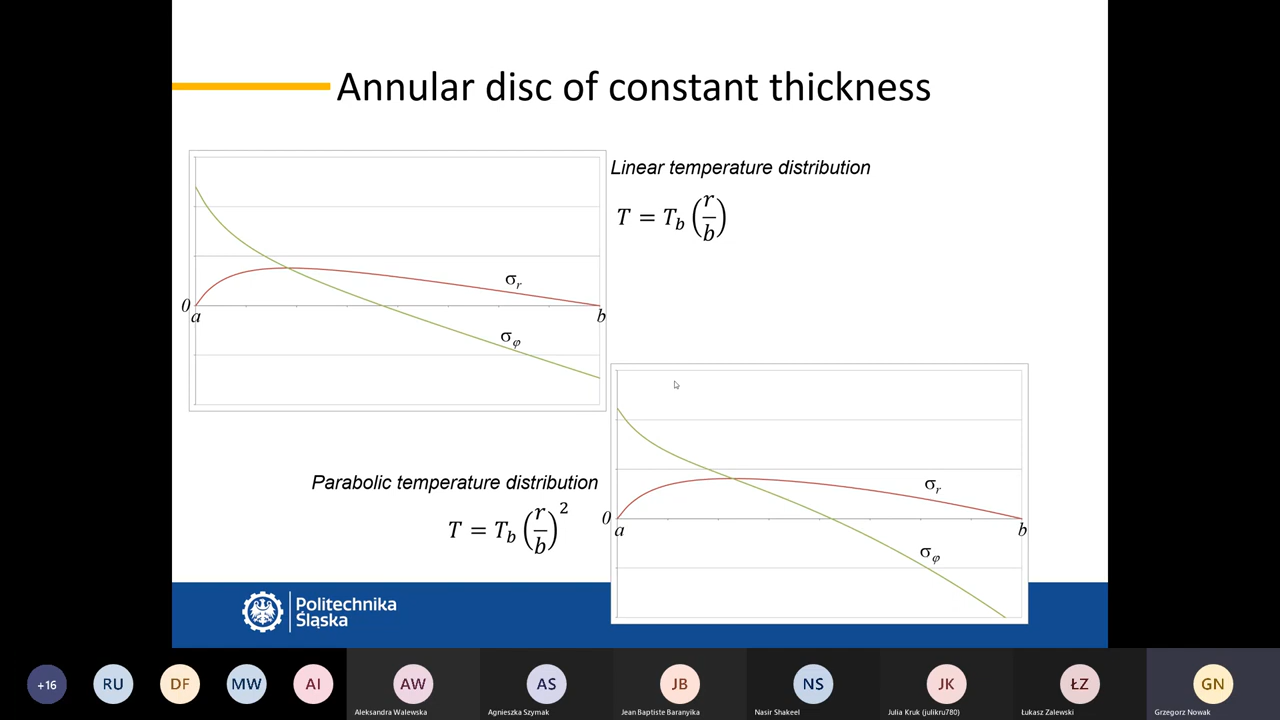 Annular disc of constant thickness
Linear temperature distribution
T = T_b (r/b)
σ_r
0
a
b
σ_φ
Parabolic temperature distribution
T = T_b (r/b)^2
σ_r
0
a
b
σ_φ
Politechnika
Śląska
+16
RU
DF
MW
AI
AW
AS
JB
NS
JK
ŁZ
GN
Aleksandra Walewska
Agnieszka Szymak
Jean Baptiste Baranyika
Nasir Shakeel
Julia Kruk (julikru780)
Łukasz Zalewski
Grzegorz Nowak